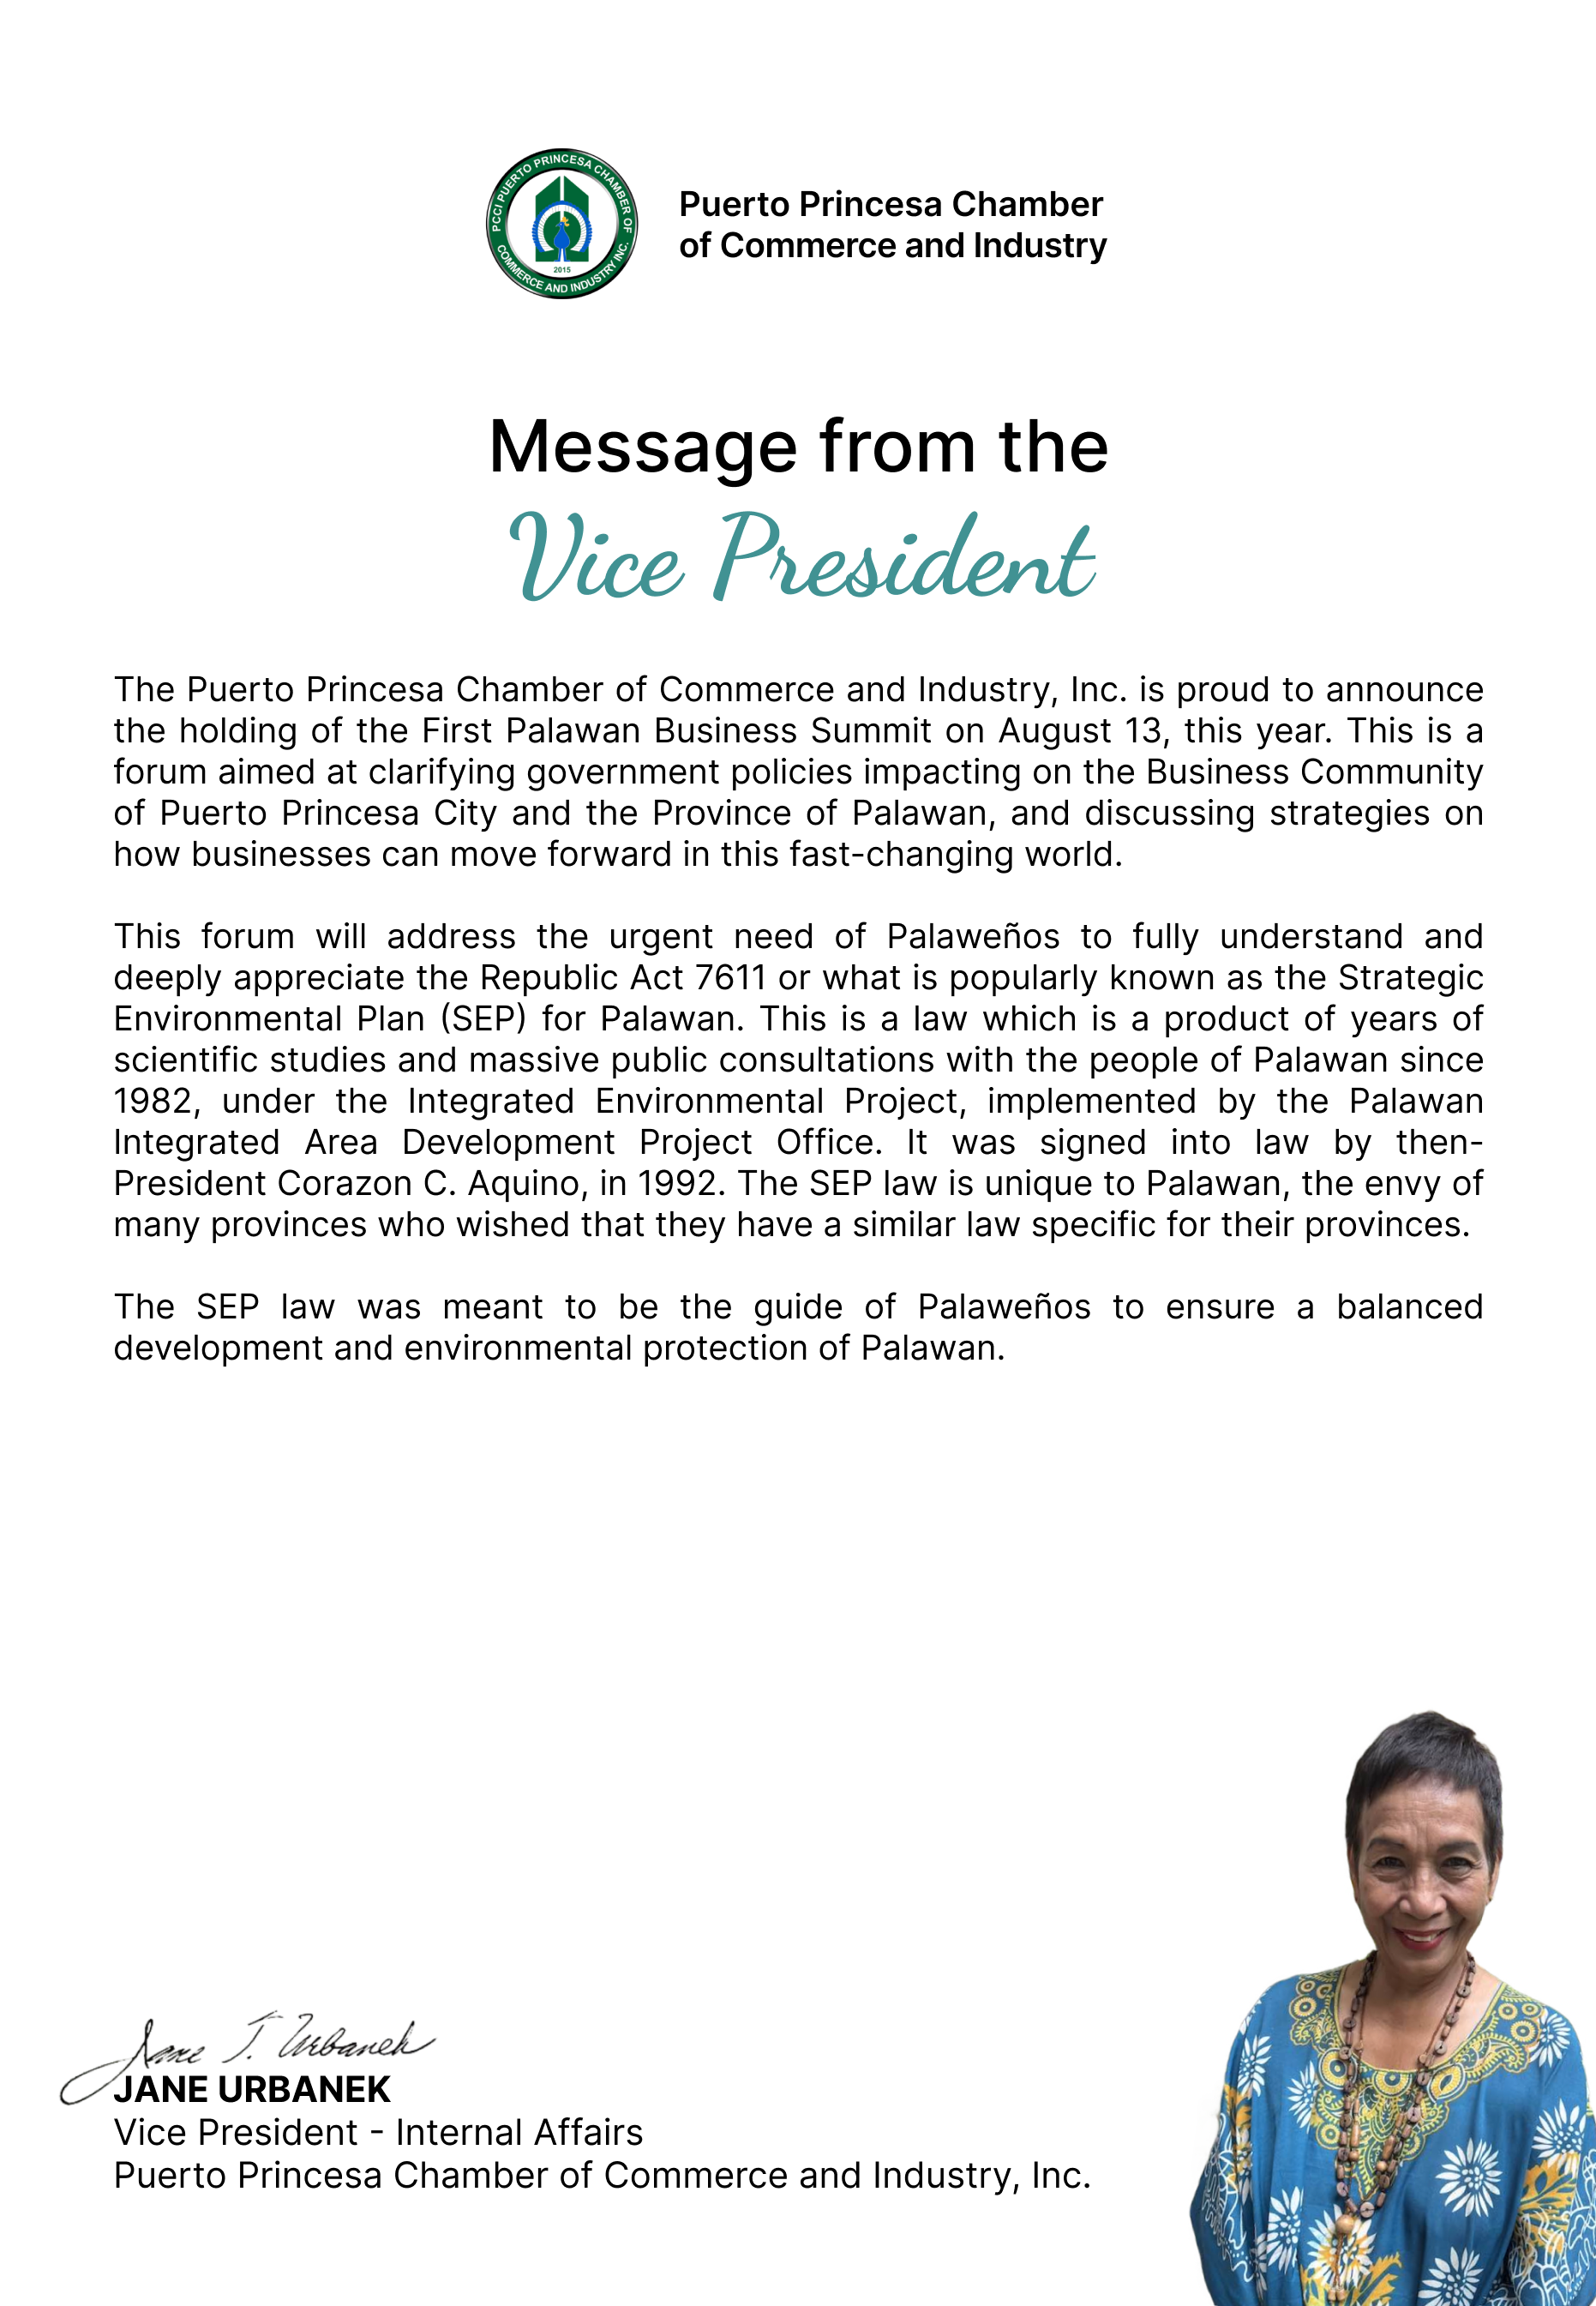 PCCI PUERTO PRINCESA CHAMBER OF
COMMERCE AND INDUSTRY INC.
2015
Puerto Princesa Chamber
of Commerce and Industry
Message from the
Vice President
The Puerto Princesa Chamber of Commerce and Industry, Inc. is proud to announce
the holding of the First Palawan Business Summit on August 13, this year. This is a
forum aimed at clarifying government policies impacting on the Business Community
of Puerto Princesa City and the Province of Palawan, and discussing strategies on
how businesses can move forward in this fast-changing world.
This forum will address the urgent need of Palaweños to fully understand and
deeply appreciate the Republic Act 7611 or what is popularly known as the Strategic
Environmental Plan (SEP) for Palawan. This is a law which is a product of years of
scientific studies and massive public consultations with the people of Palawan since
1982, under the Integrated Environmental Project, implemented by the Palawan
Integrated Area Development Project Office. It was signed into law by then-
President Corazon C. Aquino, in 1992. The SEP law is unique to Palawan, the envy of
many provinces who wished that they have a similar law specific for their provinces.
The SEP law was meant to be the guide of Palaweños to ensure a balanced
development and environmental protection of Palawan.
Jane T. Urbanek
JANE URBANEK
Vice President - Internal Affairs
Puerto Princesa Chamber of Commerce and Industry, Inc.